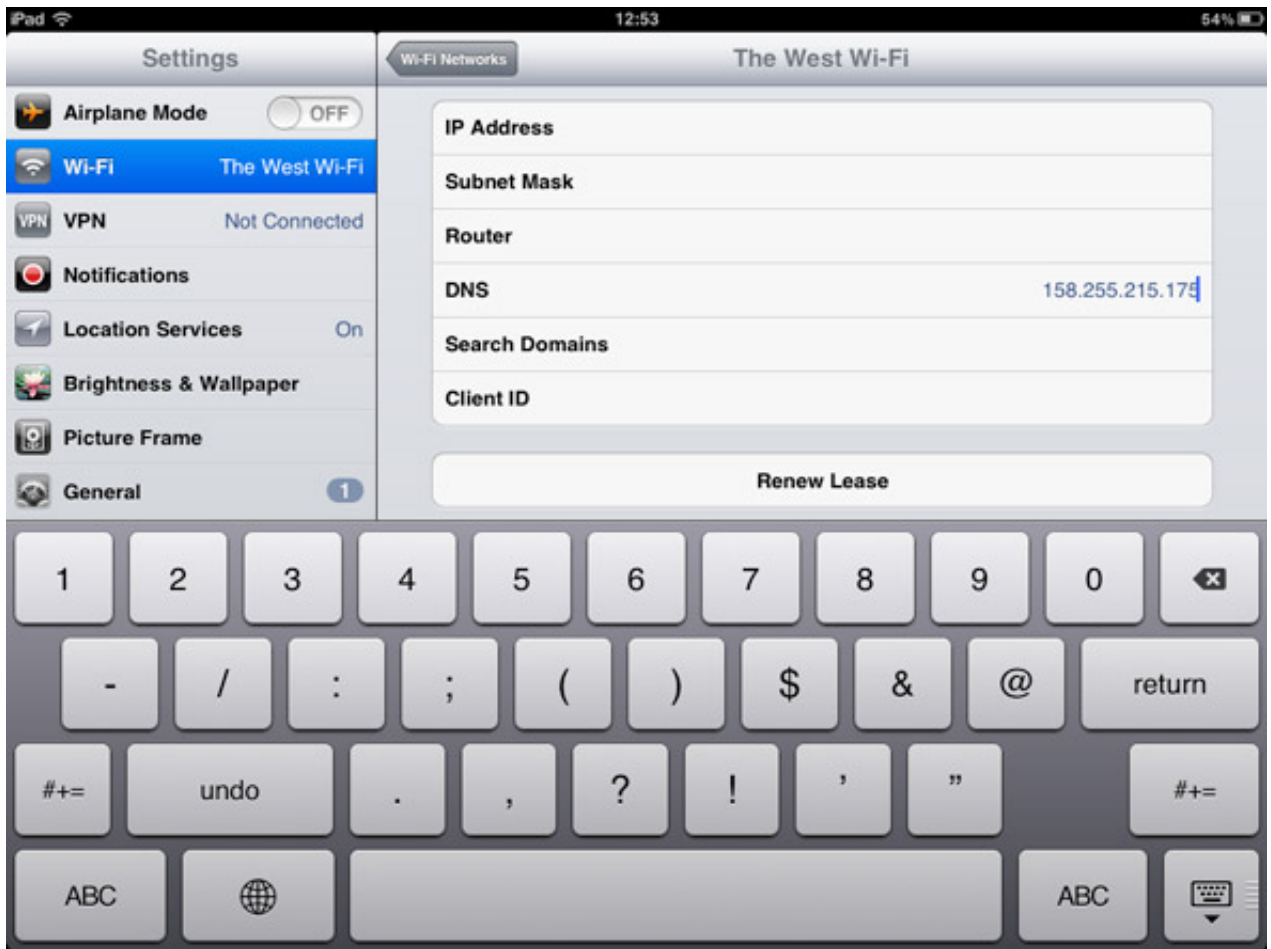 iPad 12:53 54%
Settings
Wi-Fi Networks The West Wi-Fi
Airplane Mode OFF
Wi-Fi The West Wi-Fi
VPN VPN Not Connected
Notifications
Location Services On
Brightness & Wallpaper
Picture Frame
General 1
IP Address
Subnet Mask
Router
DNS 158.255.215.175
Search Domains
Client ID
Renew Lease
1 2 3 4 5 6 7 8 9 0
- / : ; ( ) $ & @ return
#+= undo . , ? ! ’ ” #+=
ABC ABC